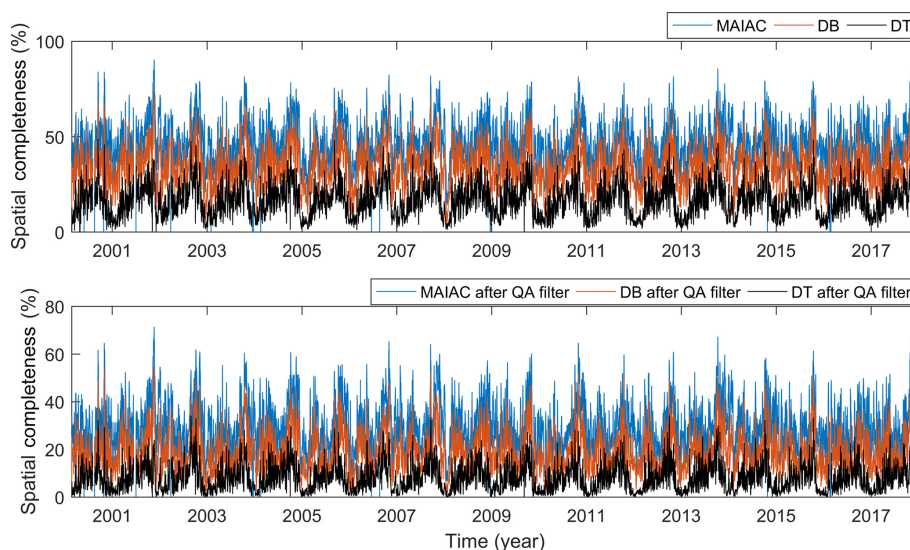 MAIAC DB DT
Spatial completeness (%)
100
50
0
2001 2003 2005 2007 2009 2011 2013 2015 2017
MAIAC after QA filter DB after QA filter DT after QA filter
Spatial completeness (%)
80
60
40
20
0
2001 2003 2005 2007 2009 2011 2013 2015 2017
Time (year)